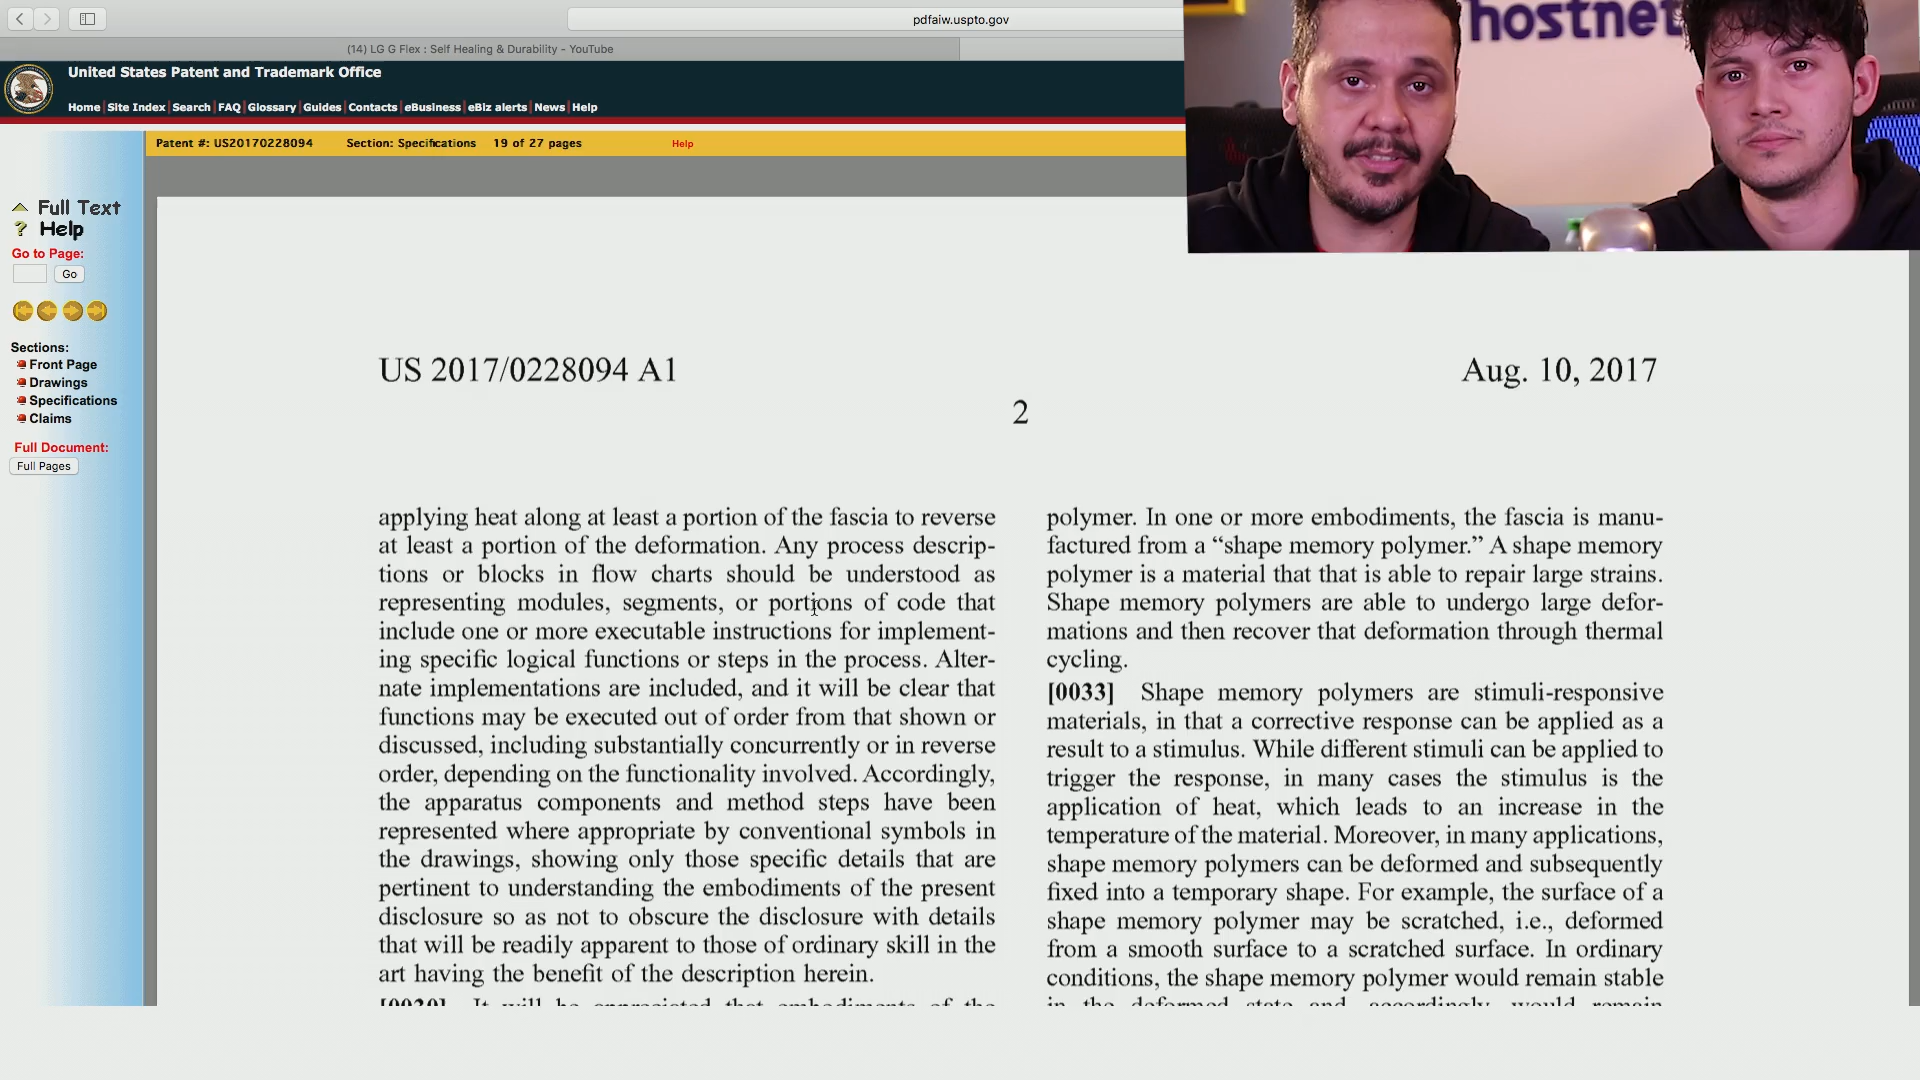 pdfaiw.uspto.gov
(14) LG G Flex : Self Healing & Durability - YouTube
hostnet
United States Patent and Trademark Office
Home | Site Index | Search | FAQ | Glossary | Guides | Contacts | eBusiness | eBiz alerts | News | Help
Patent #: US20170228094 Section: Specifications 19 of 27 pages Help
Full Text
? Help
Go to Page:
Go
Sections:
Front Page
Drawings
Specifications
Claims
Full Document:
Full Pages
US 2017/0228094 A1
Aug. 10, 2017
2
applying heat along at least a portion of the fascia to reverse
at least a portion of the deformation. Any process descrip-
tions or blocks in flow charts should be understood as
representing modules, segments, or portions of code that
include one or more executable instructions for implement-
ing specific logical functions or steps in the process. Alter-
nate implementations are included, and it will be clear that
functions may be executed out of order from that shown or
discussed, including substantially concurrently or in reverse
order, depending on the functionality involved. Accordingly,
the apparatus components and method steps have been
represented where appropriate by conventional symbols in
the drawings, showing only those specific details that are
pertinent to understanding the embodiments of the present
disclosure so as not to obscure the disclosure with details
that will be readily apparent to those of ordinary skill in the
art having the benefit of the description herein.
polymer. In one or more embodiments, the fascia is manu-
factured from a “shape memory polymer.” A shape memory
polymer is a material that that is able to repair large strains.
Shape memory polymers are able to undergo large defor-
mations and then recover that deformation through thermal
cycling.
[0033] Shape memory polymers are stimuli-responsive
materials, in that a corrective response can be applied as a
result to a stimulus. While different stimuli can be applied to
trigger the response, in many cases the stimulus is the
application of heat, which leads to an increase in the
temperature of the material. Moreover, in many applications,
shape memory polymers can be deformed and subsequently
fixed into a temporary shape. For example, the surface of a
shape memory polymer may be scratched, i.e., deformed
from a smooth surface to a scratched surface. In ordinary
conditions, the shape memory polymer would remain stable